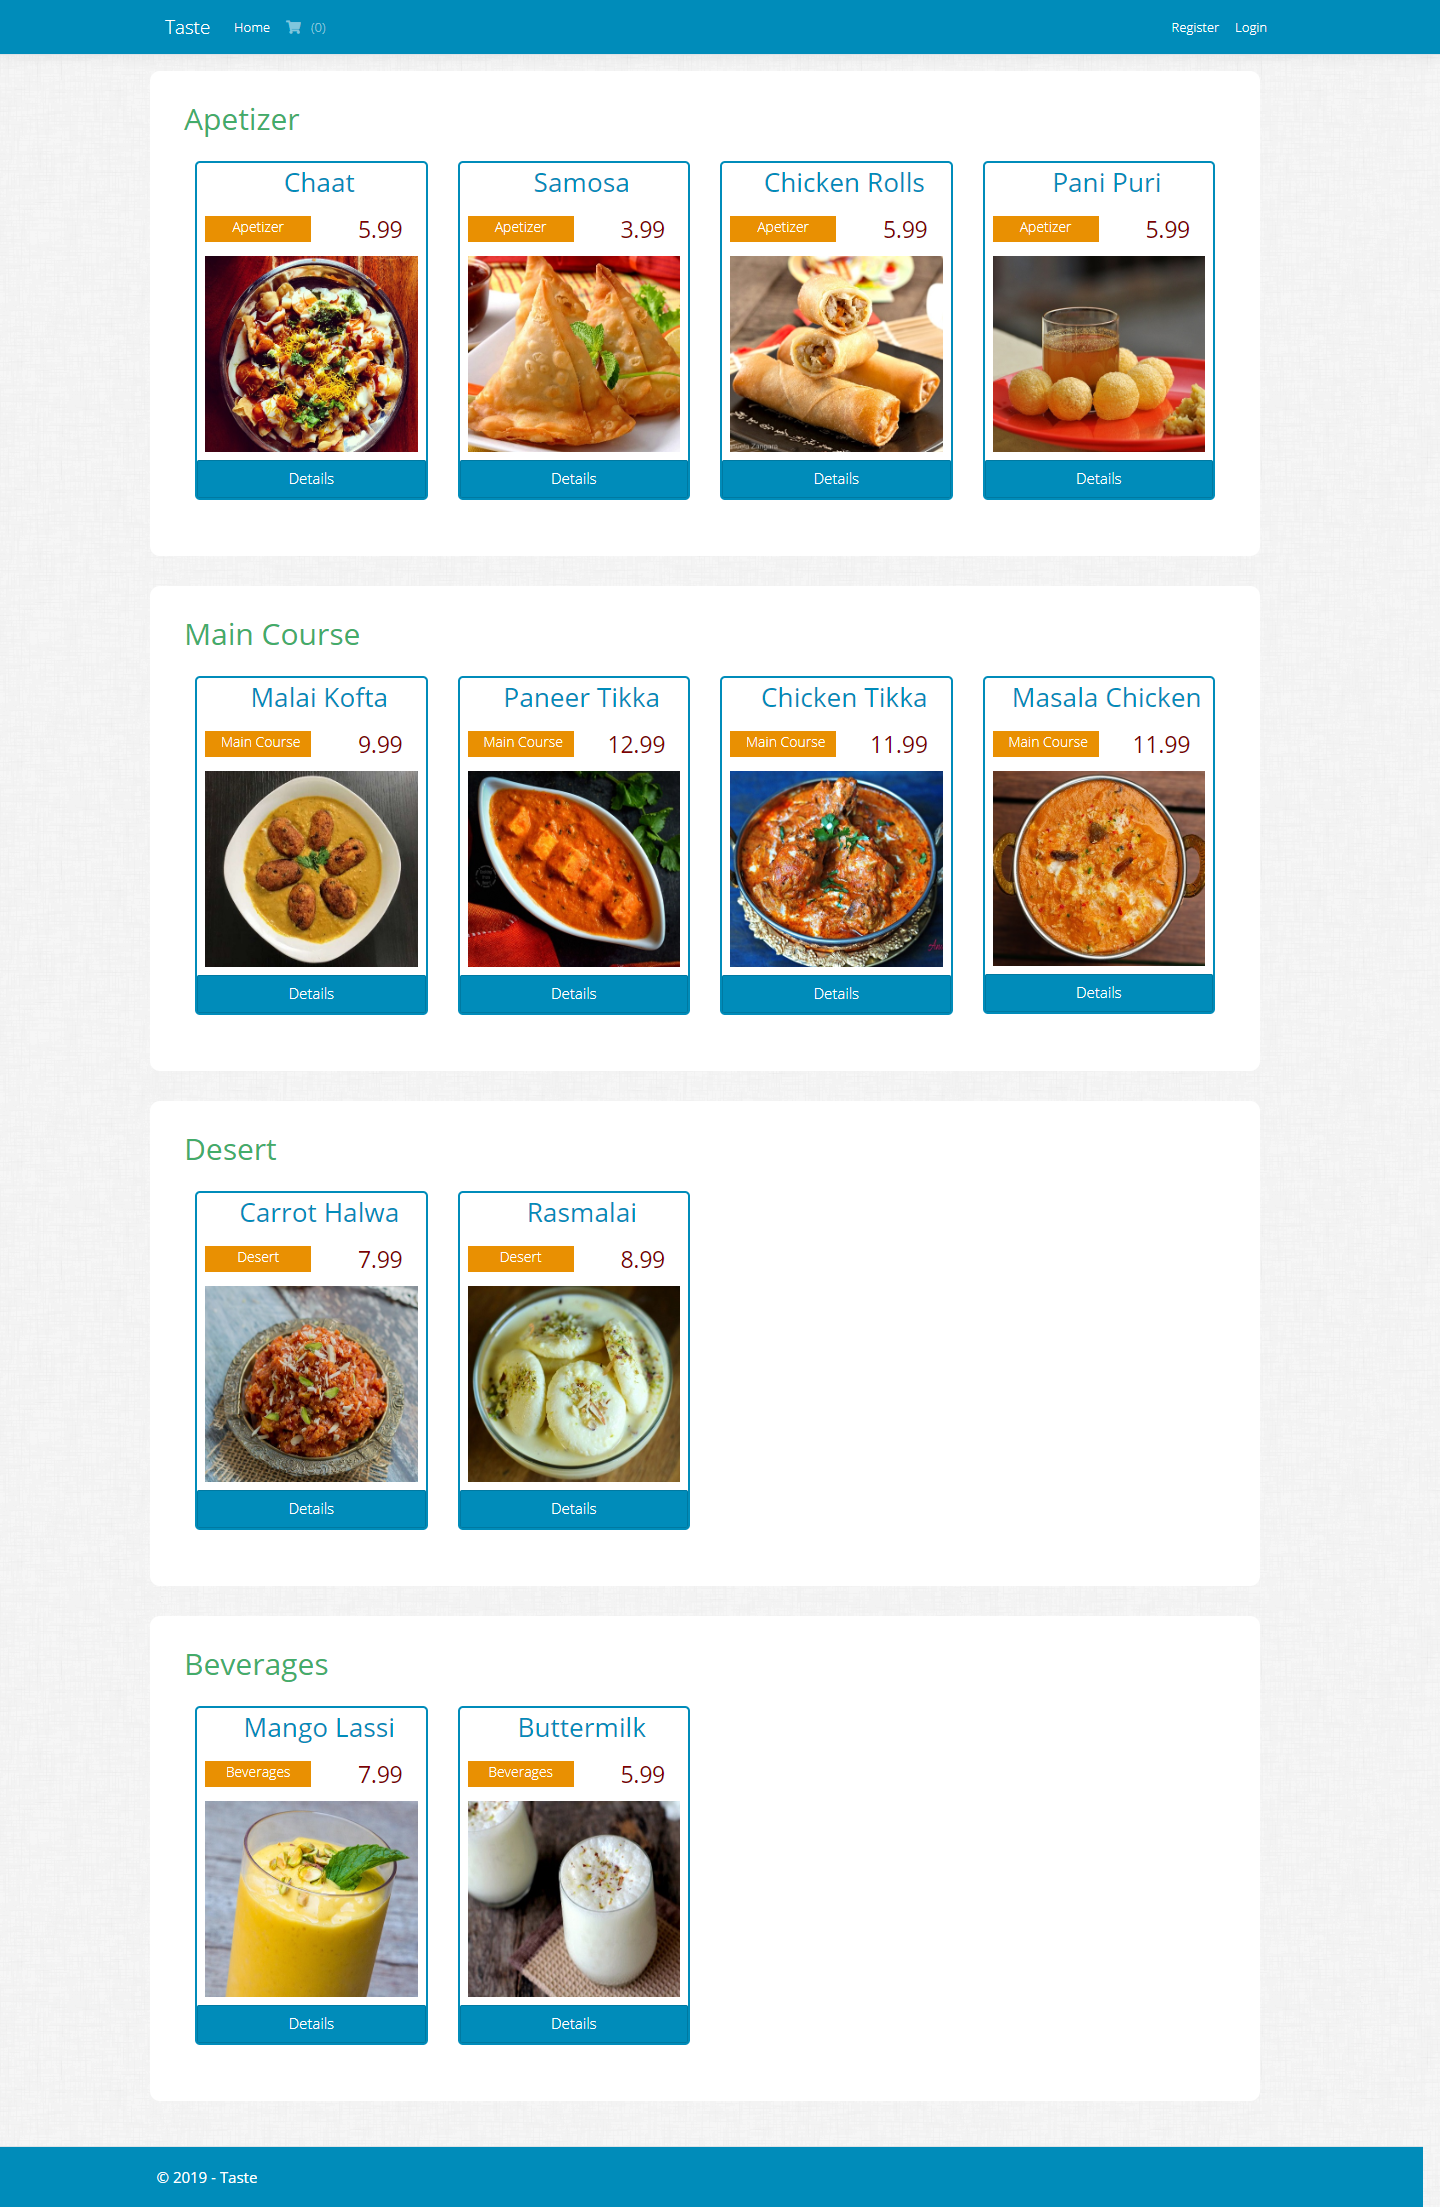 Taste Home (0) Register Login
Apetizer
Chaat Samosa Chicken Rolls Pani Puri
Apetizer 5.99 Apetizer 3.99 Apetizer 5.99 Apetizer 5.99
Details Details Details Details
Main Course
Malai Kofta Paneer Tikka Chicken Tikka Masala Chicken
Main Course 9.99 Main Course 12.99 Main Course 11.99 Main Course 11.99
Details Details Details Details
Desert
Carrot Halwa Rasmalai
Desert 7.99 Desert 8.99
Details Details
Beverages
Mango Lassi Buttermilk
Beverages 7.99 Beverages 5.99
Details Details
© 2019 - Taste